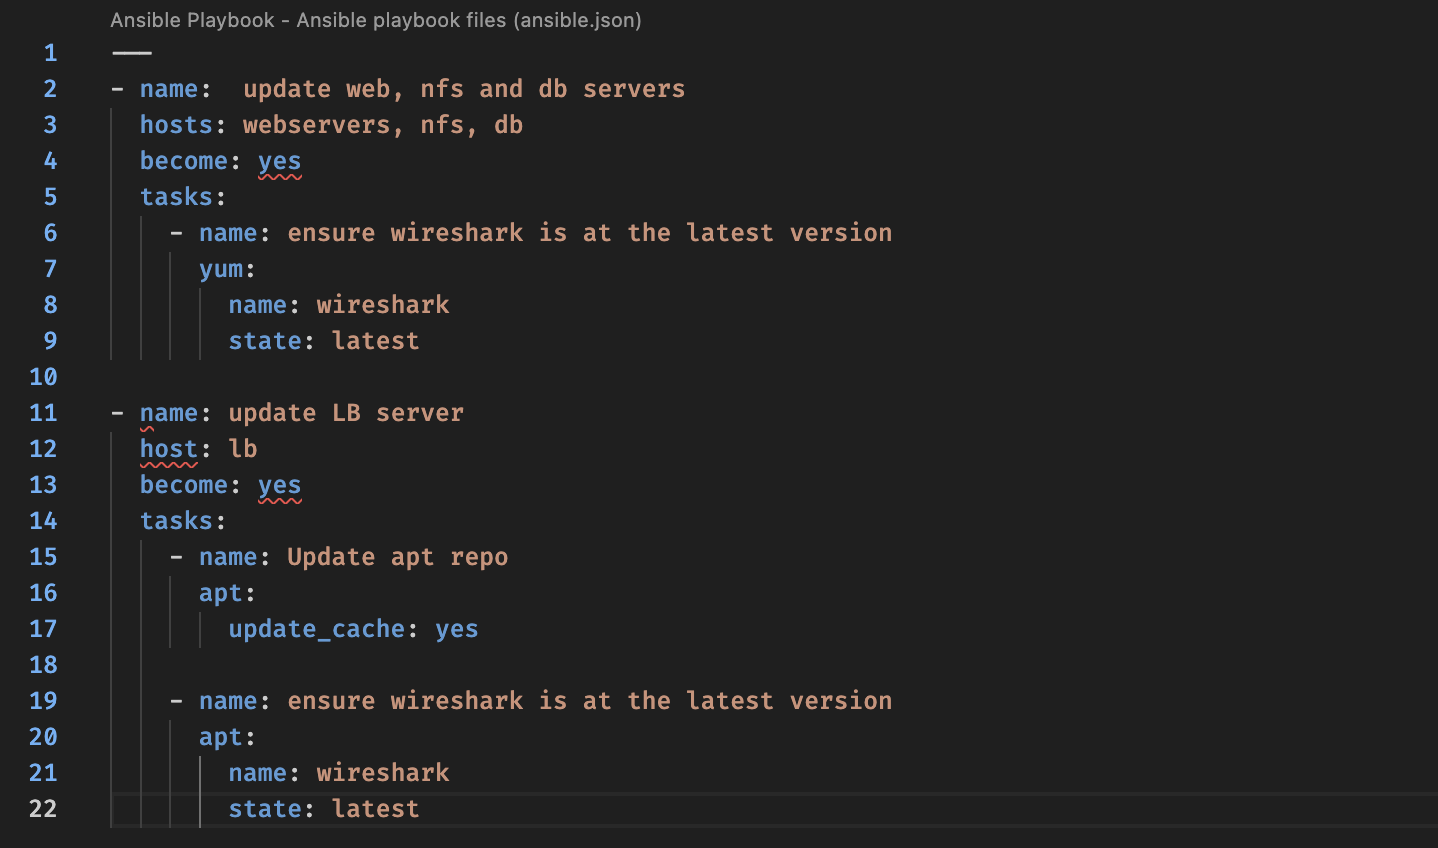 Ansible Playbook - Ansible playbook files (ansible.json)
1 ---
2 - name:  update web, nfs and db servers
3   hosts: webservers, nfs, db
4   become: yes
5   tasks:
6     - name: ensure wireshark is at the latest version
7       yum:
8         name: wireshark
9         state: latest
10
11 - name: update LB server
12   host: lb
13   become: yes
14   tasks:
15     - name: Update apt repo
16       apt:
17         update_cache: yes
18
19     - name: ensure wireshark is at the latest version
20       apt:
21         name: wireshark
22         state: latest